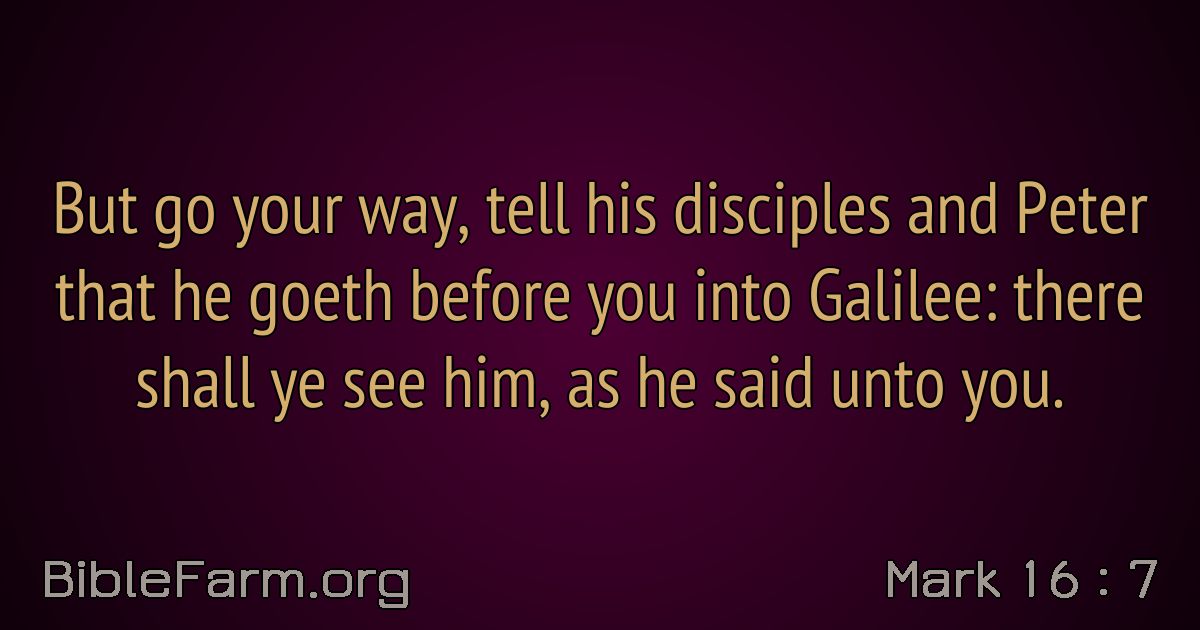 But go your way, tell his disciples and Peter
that he goeth before you into Galilee: there
shall ye see him, as he said unto you.
BibleFarm.org
Mark 16 : 7